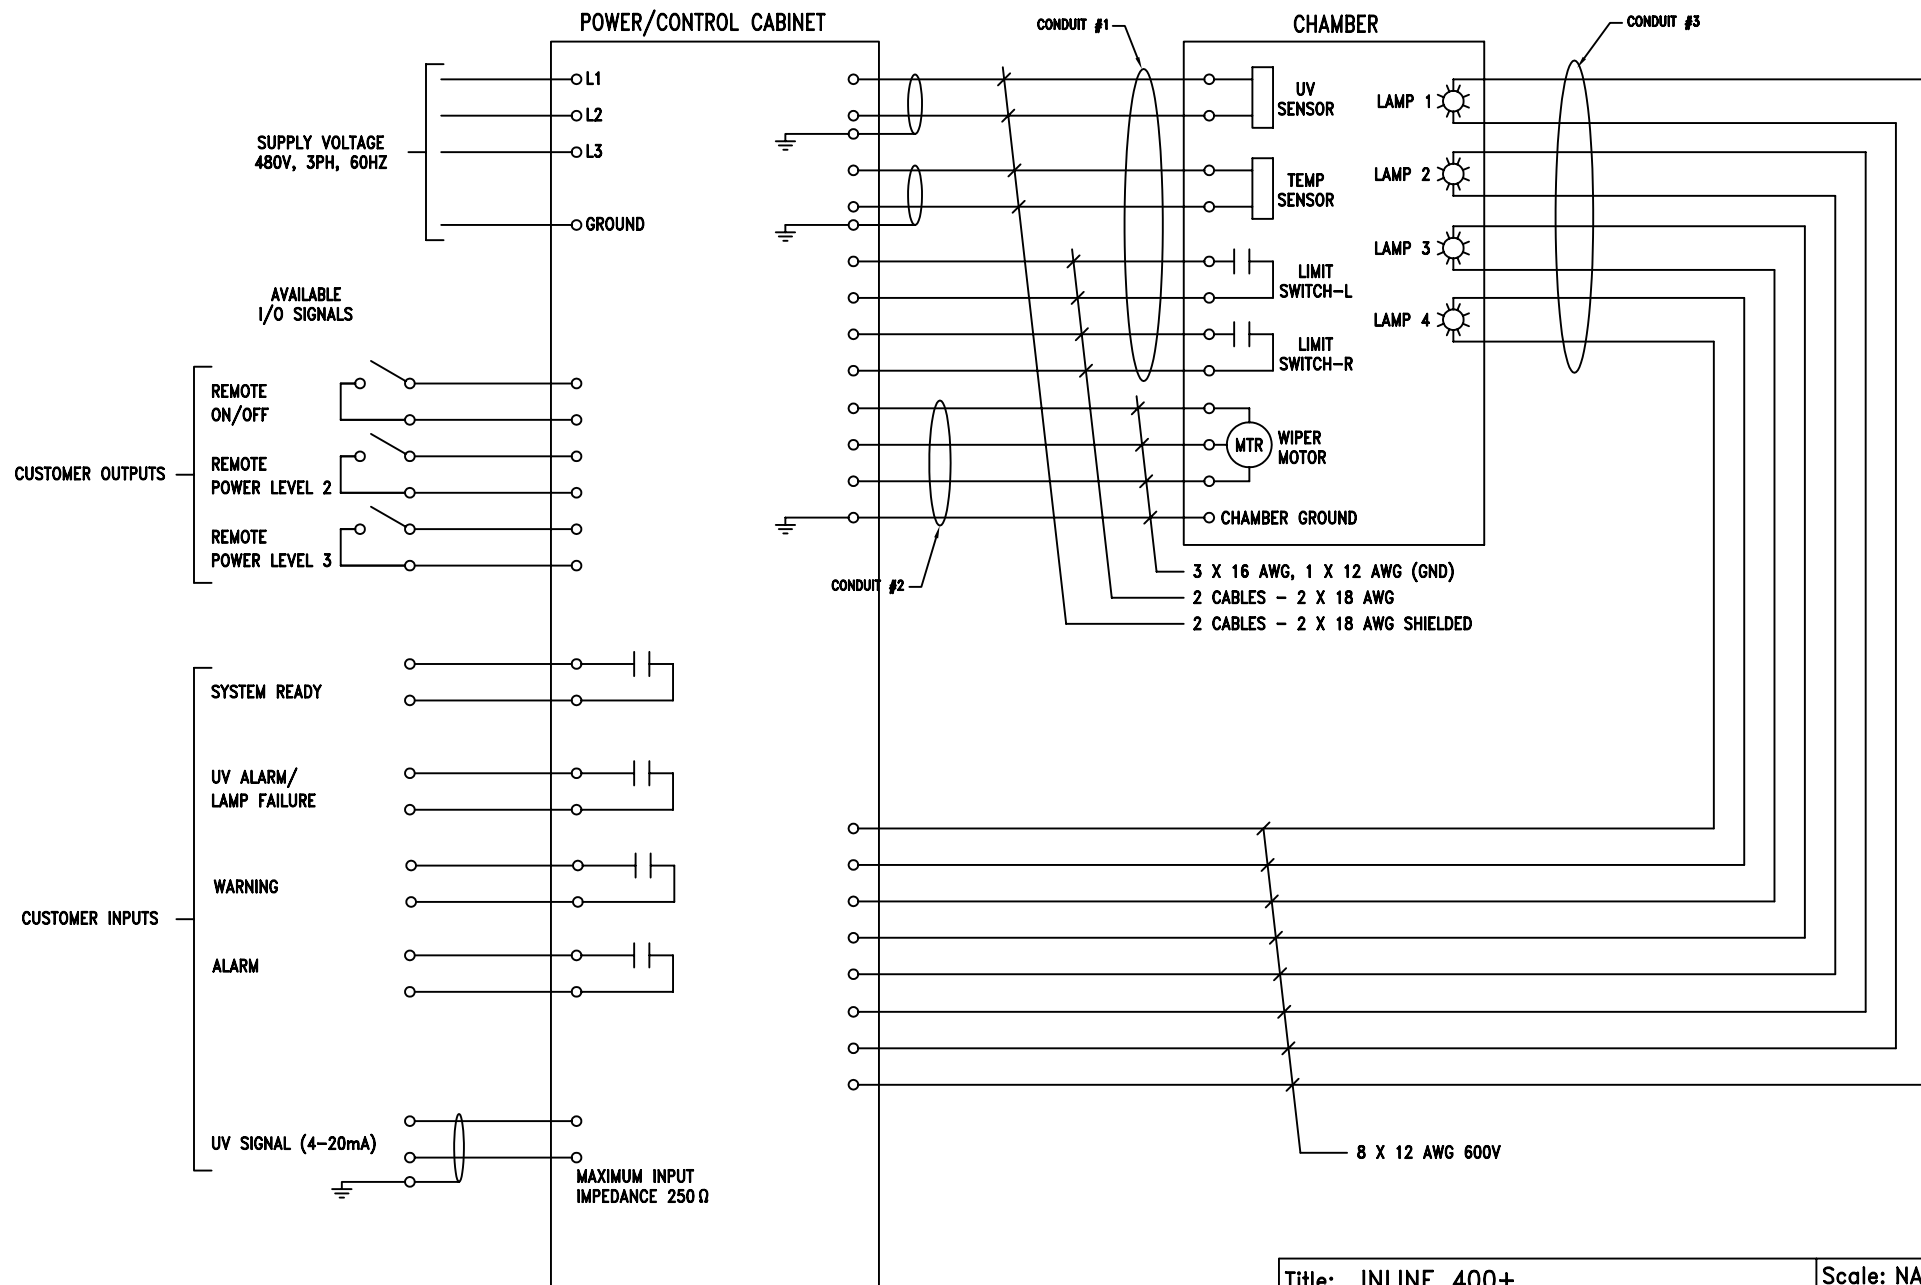 POWER/CONTROL CABINET
CONDUIT #1
CHAMBER
CONDUIT #3
L1
L2
L3
GROUND
SUPPLY VOLTAGE
480V, 3PH, 60HZ
UV
SENSOR
TEMP
SENSOR
LIMIT
SWITCH-L
LIMIT
SWITCH-R
MTR
WIPER
MOTOR
CHAMBER GROUND
LAMP 1
LAMP 2
LAMP 3
LAMP 4
AVAILABLE
I/O SIGNALS
CUSTOMER OUTPUTS
REMOTE
ON/OFF
REMOTE
POWER LEVEL 2
REMOTE
POWER LEVEL 3
CONDUIT #2
3 X 16 AWG, 1 X 12 AWG (GND)
2 CABLES - 2 X 18 AWG
2 CABLES - 2 X 18 AWG SHIELDED
CUSTOMER INPUTS
SYSTEM READY
UV ALARM/
LAMP FAILURE
WARNING
ALARM
UV SIGNAL (4-20mA)
MAXIMUM INPUT
IMPEDANCE 250 Ω
8 X 12 AWG 600V
Title: INLINE 400+
Scale: NA